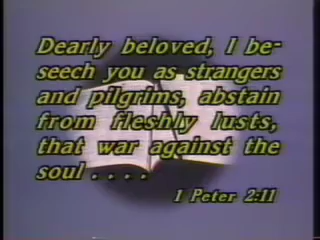 Dearly beloved, I be-
seech you as strangers
and pilgrims, abstain
from fleshly lusts,
that war against the
soul . . . .
1 Peter 2:11